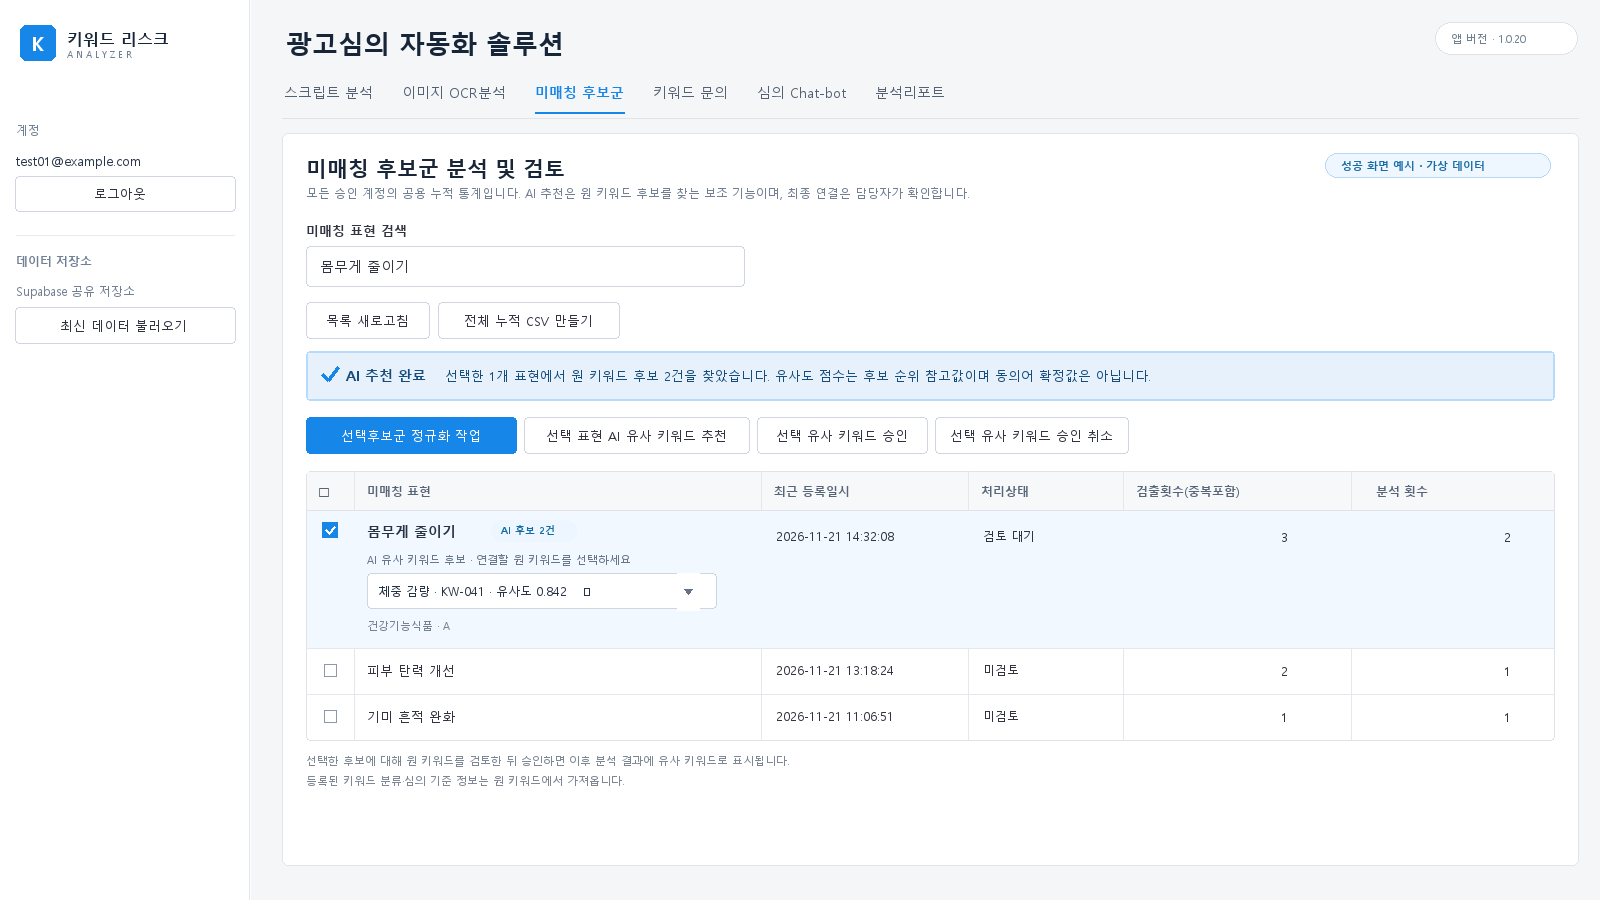 K 키워드 리스크
ANALYZER
계정
test01@example.com
로그아웃
데이터 저장소
Supabase 공유 저장소
최신 데이터 불러오기
광고심의 자동화 솔루션
앱 버전 · 1.0.20
스크립트 분석 이미지 OCR분석 미매칭 후보군 키워드 문의 심의 Chat-bot 분석리포트
미매칭 후보군 분석 및 검토
성공 화면 예시 · 가상 데이터
모든 승인 계정의 공용 누적 통계입니다. AI 추천은 원 키워드 후보를 찾는 보조 기능이며, 최종 연결은 담당자가 확인합니다.
미매칭 표현 검색
몸무게 줄이기
목록 새로고침 전체 누적 CSV 만들기
AI 추천 완료 선택한 1개 표현에서 원 키워드 후보 2건을 찾았습니다. 유사도 점수는 후보 순위 참고값이며 동의어 확정값은 아닙니다.
선택후보군 정규화 작업 선택 표현 AI 유사 키워드 추천 선택 유사 키워드 승인 선택 유사 키워드 승인 취소
미매칭 표현 최근 등록일시 처리상태 검출횟수(중복포함) 분석 횟수
몸무게 줄이기 AI 후보 2건 2026-11-21 14:32:08 검토 대기 3 2
AI 유사 키워드 후보 · 연결할 원 키워드를 선택하세요
체중 감량 · KW-041 · 유사도 0.842
건강기능식품 · A
피부 탄력 개선 2026-11-21 13:18:24 미검토 2 1
기미 흔적 완화 2026-11-21 11:06:51 미검토 1 1
선택한 후보에 대해 원 키워드를 검토한 뒤 승인하면 이후 분석 결과에 유사 키워드로 표시됩니다.
등록된 키워드 분류·심의 기준 정보는 원 키워드에서 가져옵니다.